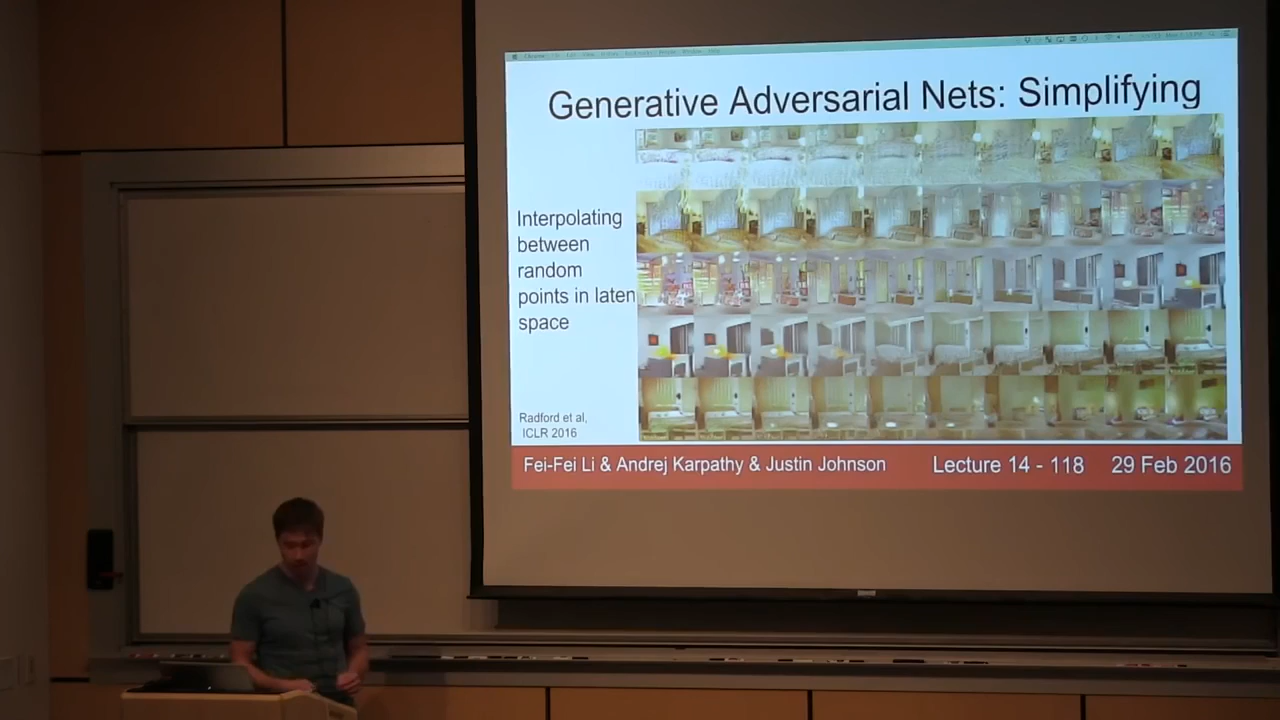 Generative Adversarial Nets: Simplifying
Interpolating
between
random
points in laten
space
Radford et al,
ICLR 2016
Fei-Fei Li & Andrej Karpathy & Justin Johnson
Lecture 14 - 118
29 Feb 2016